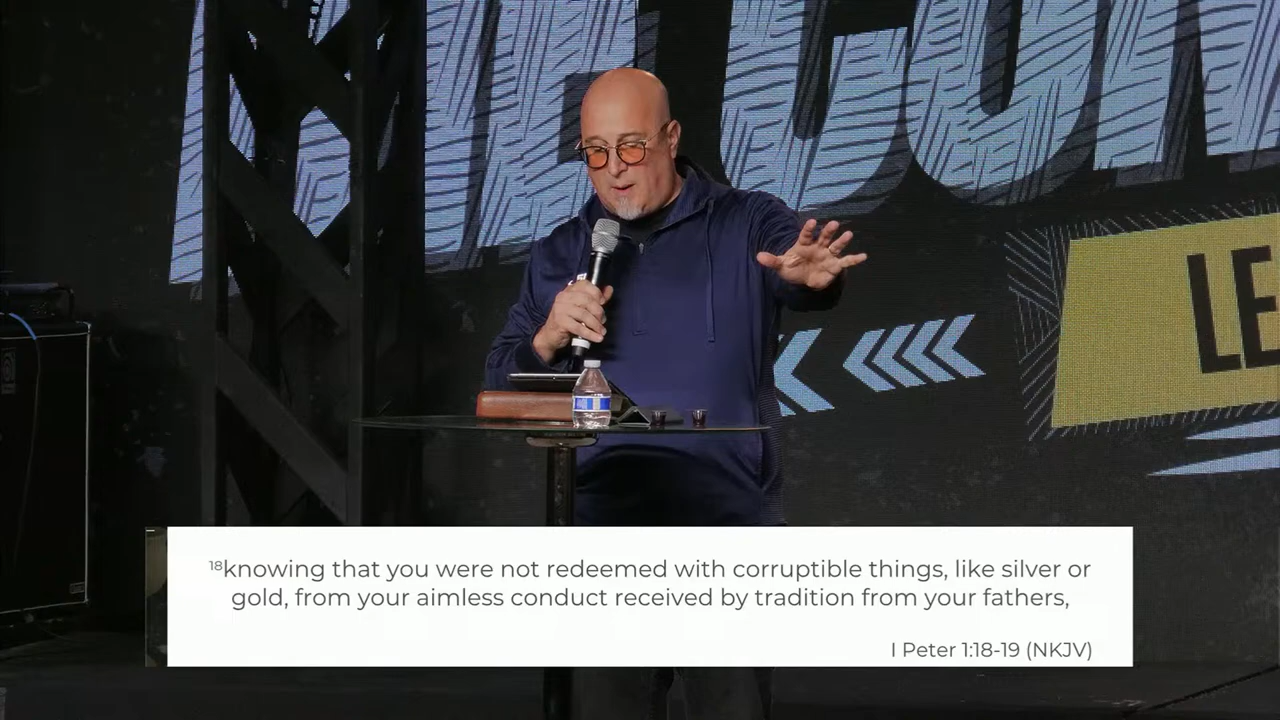 LE
18knowing that you were not redeemed with corruptible things, like silver or
gold, from your aimless conduct received by tradition from your fathers,
I Peter 1:18-19 (NKJV)